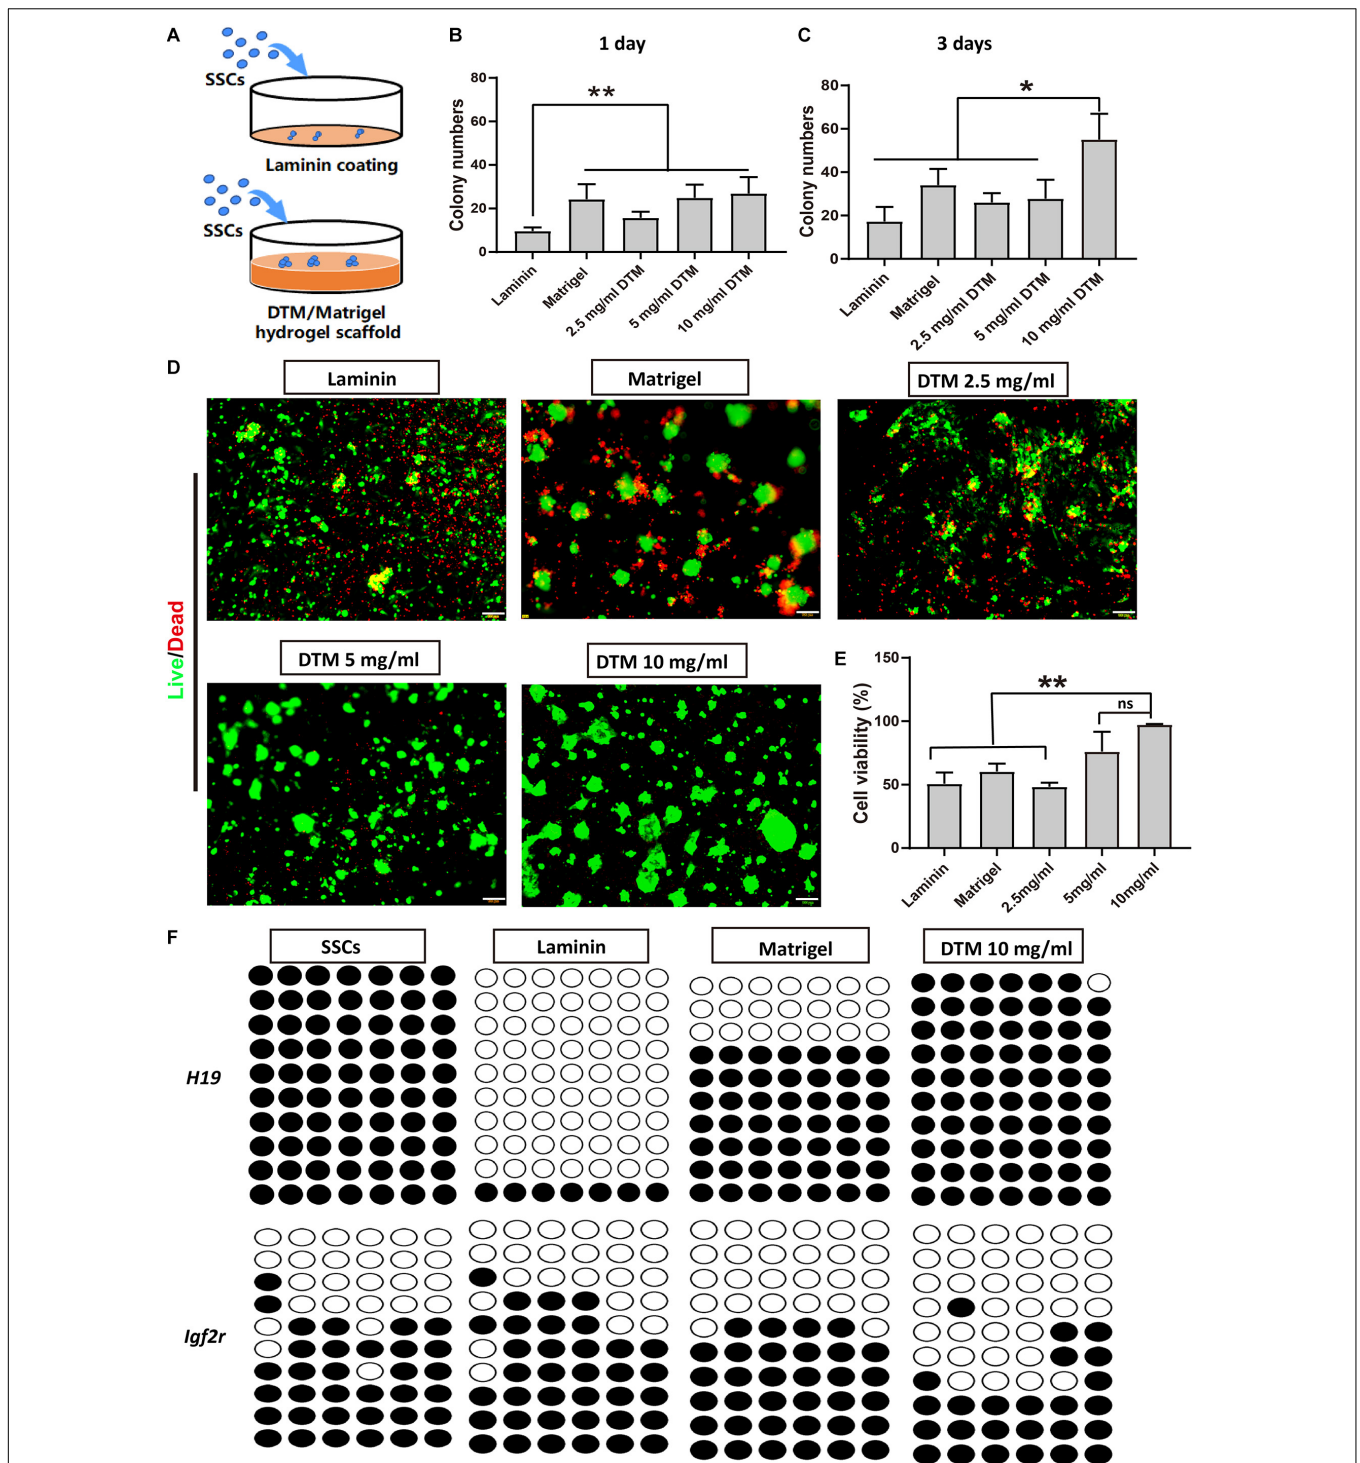 A
SSCs
Laminin coating
SSCs
DTM/Matrigel
hydrogel scaffold
B
1 day
Colony numbers
80
60
40
20
0
**
Laminin
Matrigel
2.5 mg/ml DTM
5 mg/ml DTM
10 mg/ml DTM
C
3 days
Colony numbers
80
60
40
20
0
*
Laminin
Matrigel
2.5 mg/ml DTM
5 mg/ml DTM
10 mg/ml DTM
D
Live/Dead
Laminin
Matrigel
DTM 2.5 mg/ml
DTM 5 mg/ml
DTM 10 mg/ml
E
Cell viability (%)
150
100
50
0
**
ns
Laminin
Matrigel
2.5mg/ml
5mg/ml
10mg/ml
F
SSCs
Laminin
Matrigel
DTM 10 mg/ml
H19
Igf2r